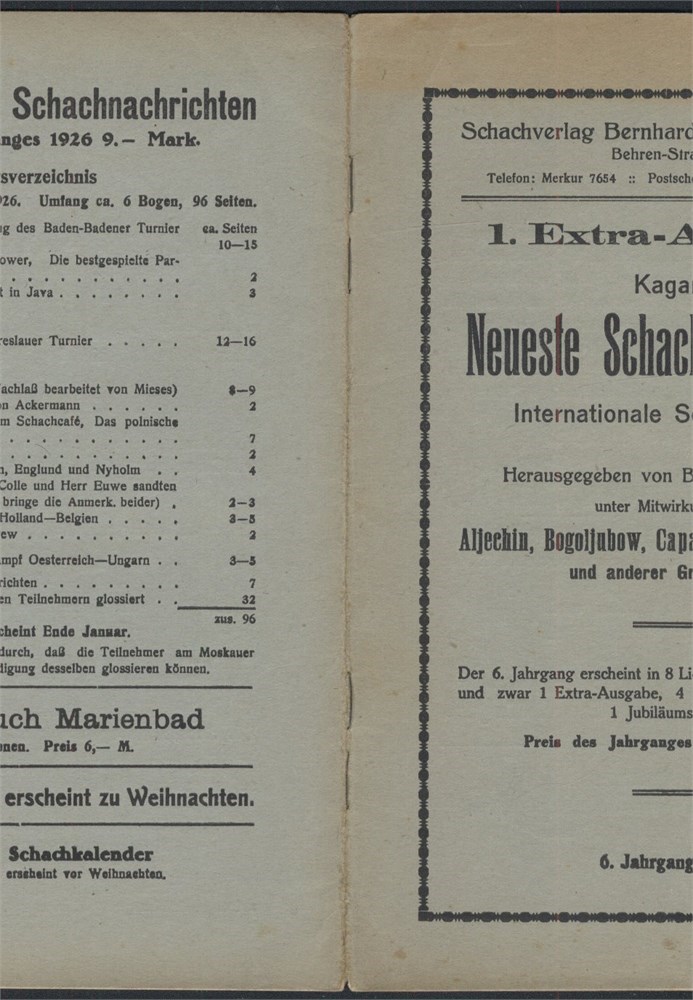 Schachnachrichten
nges 1926 9.— Mark.
sverzeichnis
26. Umfang ca. 6 Bogen, 96 Seiten.
g des Baden-Badener Turnier ca. Seiten
10—15
ower, Die bestgespielte Par-
. . . . . . . . . . . 2
t in Java . . . . . . . . 3
reslauer Turnier . . . . . 12—16
achlaß bearbeitet von Mieses) 8—9
n Ackermann . . . . . . 2
m Schachcafé, Das polnische
. . . . . . . . . . . 7
. . . . . . . . . . . 2
n, Englund und Nyholm . . 4
Colle und Herr Euwe sandten
bringe die Anmerk. beider) . 2—3
Holland—Belgien . . . . . 3—5
ew . . . . . . . . . . 2
mpf Oesterreich—Ungarn . . 3—5
richten . . . . . . . . . 7
en Teilnehmern glossiert . . 32
zus. 96
cheint Ende Januar.
durch, daß die Teilnehmer am Moskauer
digung desselben glossieren können.
uch Marienbad
onen. Preis 6,— M.
erscheint zu Weihnachten.
Schachkalender
erscheint vor Weihnachten.
Schachverlag Bernhard
Behren-Stra
Telefon: Merkur 7654 :: Postsche
1. Extra-A
Kaga
Neueste Schach
Internationale S
Herausgegeben von B
unter Mitwirku
Aljechin, Bogoljubow, Capa
und anderer Gr
Der 6. Jahrgang erscheint in 8 Li
und zwar 1 Extra-Ausgabe, 4
1 Jubiläums
Preis des Jahrganges
6. Jahrgang